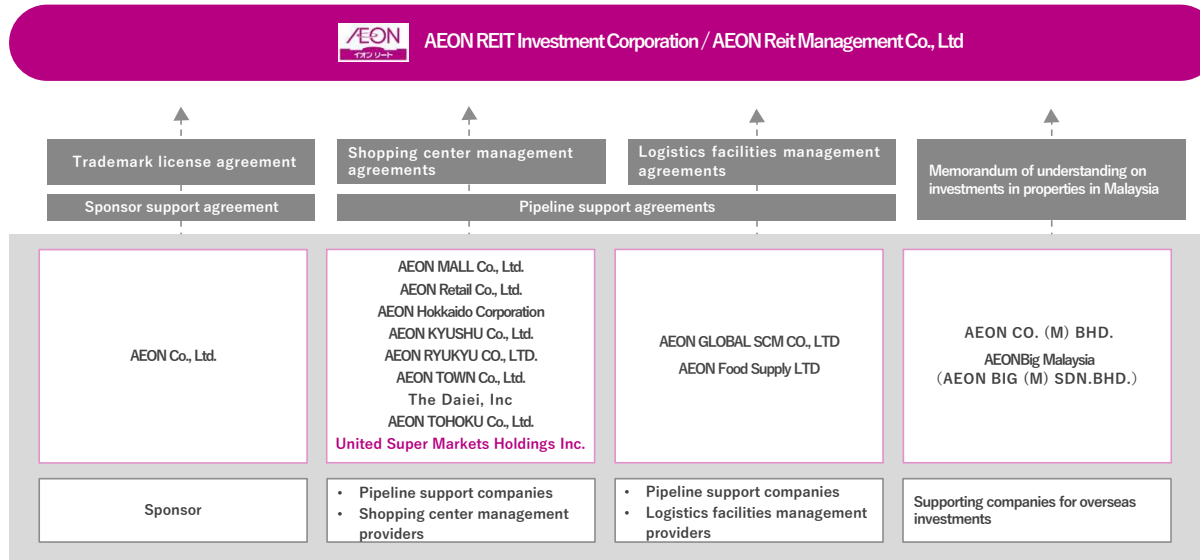 ÆON
イオン リート
AEON REIT Investment Corporation / AEON Reit Management Co., Ltd
Trademark license agreement
Sponsor support agreement
Shopping center management
agreements
Logistics facilities management
agreements
Pipeline support agreements
Memorandum of understanding on
investments in properties in Malaysia
AEON Co., Ltd.
AEON MALL Co., Ltd.
AEON Retail Co., Ltd.
AEON Hokkaido Corporation
AEON KYUSHU Co., Ltd.
AEON RYUKYU CO., LTD.
AEON TOWN Co., Ltd.
The Daiei, Inc
AEON TOHOKU Co., Ltd.
United Super Markets Holdings Inc.
AEON GLOBAL SCM CO., LTD
AEON Food Supply LTD
AEON CO. (M) BHD.
AEONBig Malaysia
(AEON BIG (M) SDN.BHD.)
Sponsor
• Pipeline support companies
• Shopping center management
providers
• Pipeline support companies
• Logistics facilities management
providers
Supporting companies for overseas
investments